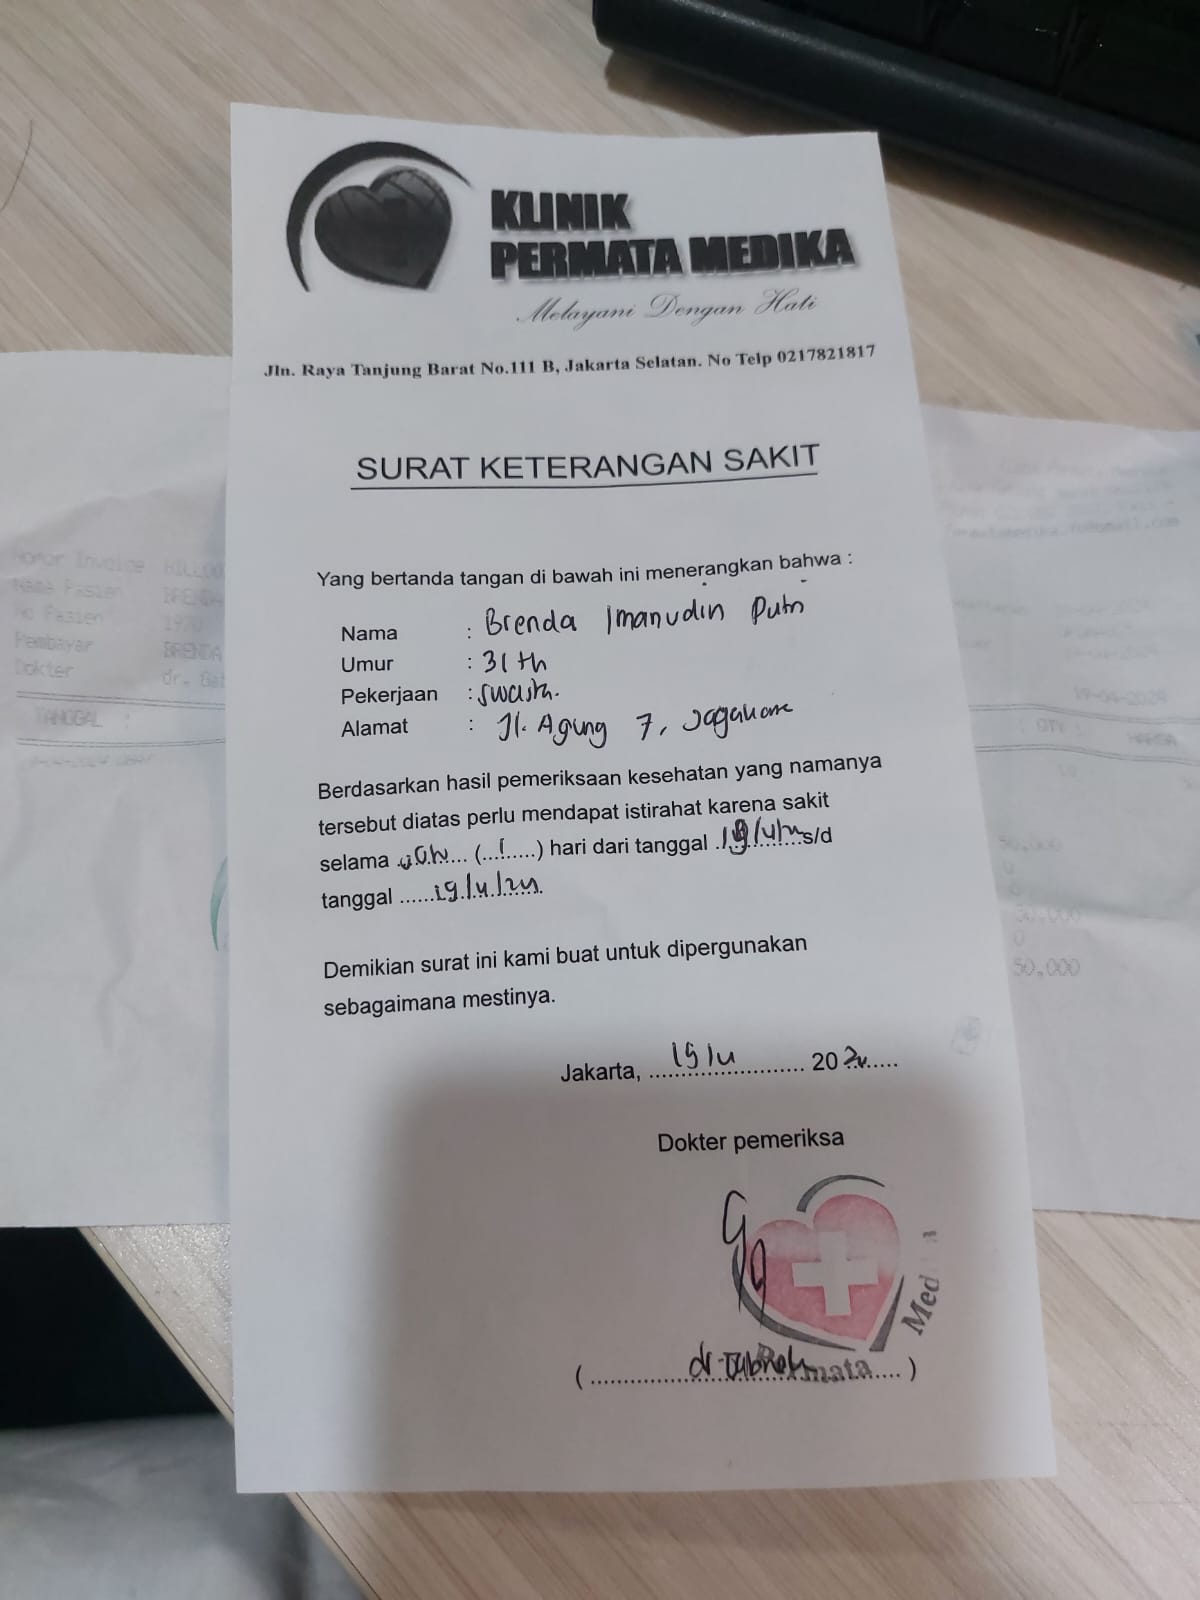 KLINIK
PERMATA MEDIKA
Melayani Dengan Hati
Jln. Raya Tanjung Barat No.111 B, Jakarta Selatan. No Telp 0217821817
SURAT KETERANGAN SAKIT
Yang bertanda tangan di bawah ini menerangkan bahwa :
Nama : Brenda Imanudin Putri
Umur : 31 th
Pekerjaan : swasta.
Alamat : Jl. Agung 7, Jagakarsa
Berdasarkan hasil pemeriksaan kesehatan yang namanya
tersebut diatas perlu mendapat istirahat karena sakit
selama ...... (...1.....) hari dari tanggal .19/4/24......s/d
tanggal ......19/4/24.
Demikian surat ini kami buat untuk dipergunakan
sebagaimana mestinya.
Jakarta, 19/4 2024
Dokter pemeriksa
Medika
(.............. dr. .............)
Permata
Nomor Invoice
Nama Pasien BRENDA
No Pasien
Pembayar BRENDA
Dokter dr.
TANGGAL
19-04-2024
QTY HARGA
50,000
0
50,000
0
50,000